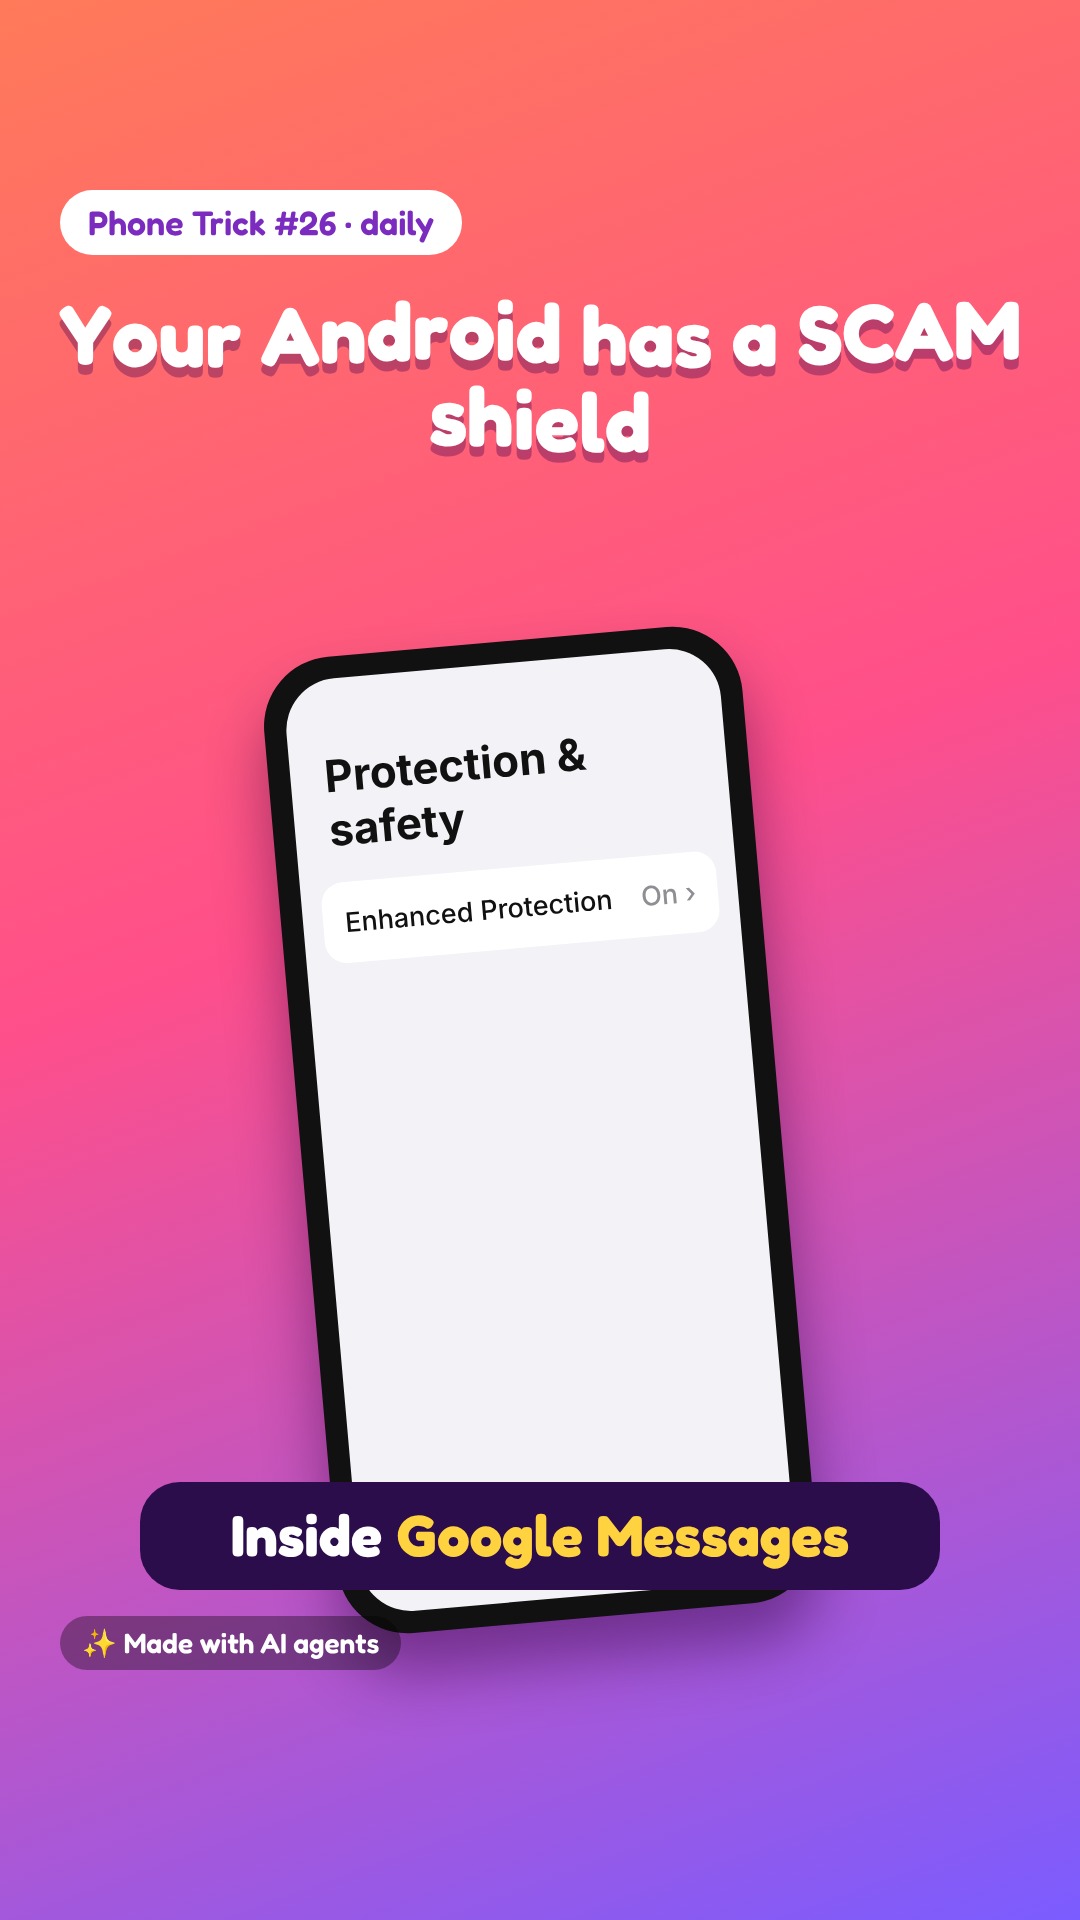 Phone Trick #26 · daily
Your Android has a SCAM
shield
Protection &
safety
Enhanced Protection On ›
Inside Google Messages
✨ Made with AI agents